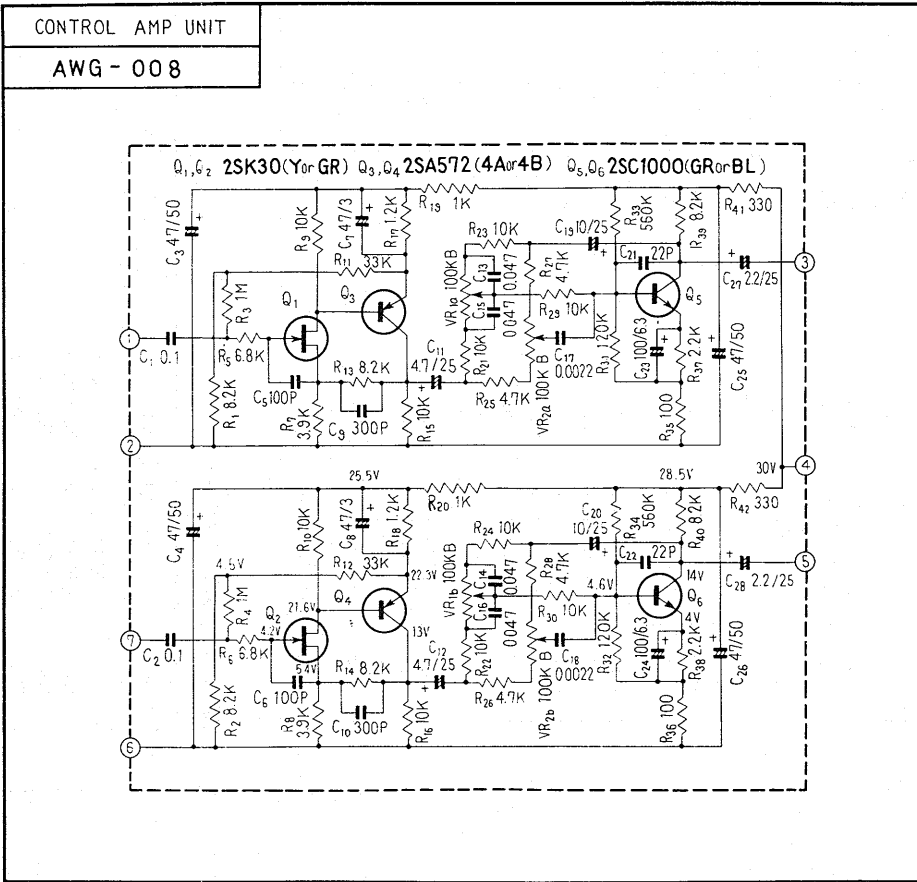 CONTROL AMP UNIT
AWG-008
Q1,Q2 2SK30(Y or GR) Q3,Q4 2SA572(4A or 4B) Q5,Q6 2SC1000(GR or BL)
C3 47/50
R9 10K
C7 47/3
R17 1.2K
R19 1K
R11 33K
R3 1M
Q1
Q3
1
C1 0.1
R5 6.8K
C5 100P
R1 8.2K
R7 3.9K
R13 8.2K
C9 300P
R15 10K
C11 4.7/25
R23 10K
VR1a 100KB
C13 0.047
C15 0.047
R21 10K
R25 4.7K
R27 4.7K
R29 10K
C17 0.0022
VR2a 100KB
C19 10/25
R33 560K
C21 22P
R31 120K
Q5
C23 100/6.3
R39 8.2K
R37 2.2K
R35 100
R41 330
C27 2.2/25
C25 47/50
3
2
4
25.5V
28.5V
30V
C4 47/50
R10 10K
C8 47/3
R18 1.2K
R20 1K
R12 33K
4.5V
22.3V
R4 1M
Q2
21.6V
4.2V
Q4
7
C2 0.1
R6 6.8K
C6 100P
5.4V
13V
R2 8.2K
R8 3.9K
R14 8.2K
C10 300P
R16 10K
C12 4.7/25
R24 10K
VR1b 100KB
C14 0.047
C16 0.047
R22 10K
R26 4.7K
R28 4.7K
R30 10K
C18 0.0022
VR2b 100KB
C20 10/25
R34 560K
C22 22P
4.6V
R32 120K
14V
Q6
4V
C24 100/6.3
R40 8.2K
R38 2.2K
R36 100
R42 330
C28 2.2/25
C26 47/50
5
6